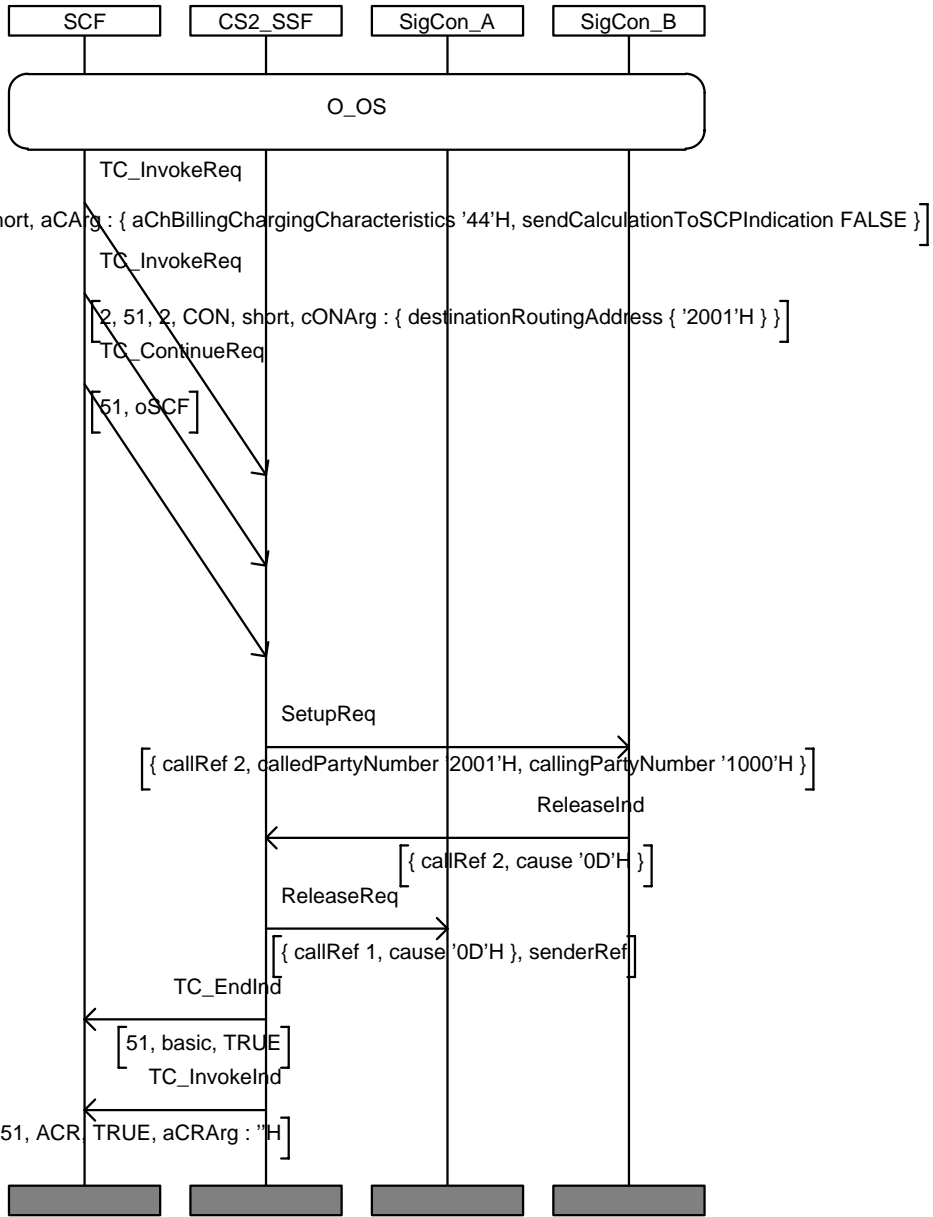 SCF CS2_SSF SigCon_A SigCon_B
O_OS
TC_InvokeReq
short, aCArg : { aChBillingChargingCharacteristics '44'H, sendCalculationToSCPIndication FALSE }
TC_InvokeReq
2, 51, 2, CON, short, cONArg : { destinationRoutingAddress { '2001'H } }
TC_ContinueReq
51, oSCF
SetupReq
{ callRef 2, calledPartyNumber '2001'H, callingPartyNumber '1000'H }
ReleaseInd
{ callRef 2, cause '0D'H }
ReleaseReq
{ callRef 1, cause '0D'H }, senderRef
TC_EndInd
51, basic, TRUE
TC_InvokeInd
51, ACR, TRUE, aCRArg : ''H